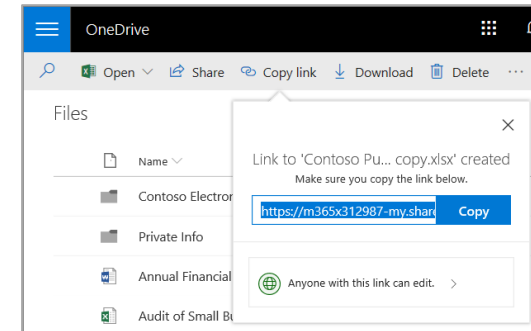 OneDrive
Open Share Copy link Download Delete ...
Files
Link to 'Contoso Pu... copy.xlsx' created
Make sure you copy the link below.
https://m365x312987-my.share Copy
Anyone with this link can edit.
Name
Contoso Electror
Private Info
Annual Financial
Audit of Small Bu